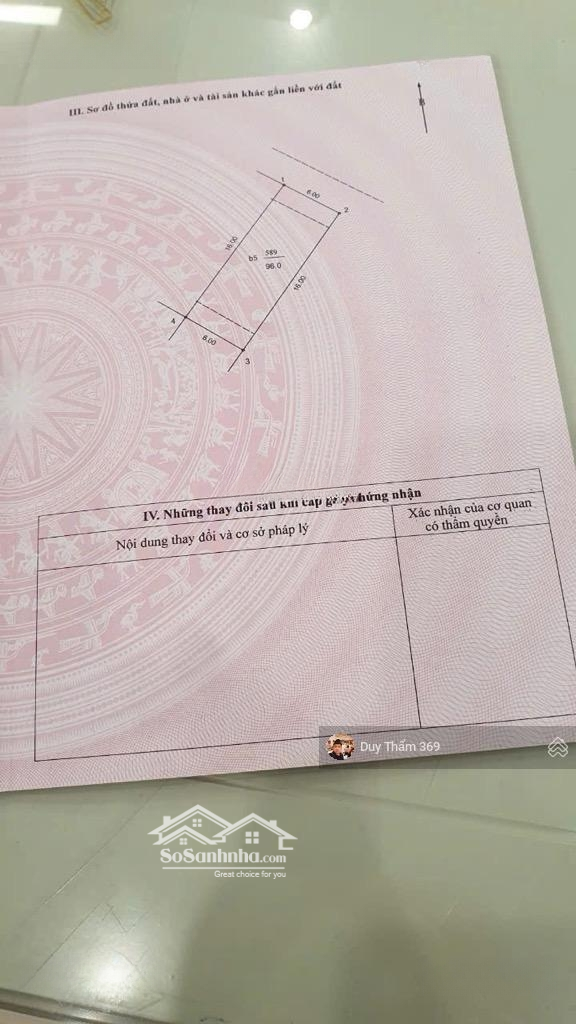 III. Sơ đồ thửa đất, nhà ở và tài sản khác gắn liền với đất
B
1
6.00
2
16.00
b5 589
96.0
16.00
4
6.00
3
IV. Những thay đổi sau khi cấp giấy chứng nhận
Nội dung thay đổi và cơ sở pháp lý
Xác nhận của cơ quan
có thẩm quyền
Duy Thẩm 369
SoSanhnha.com
Great choice for you